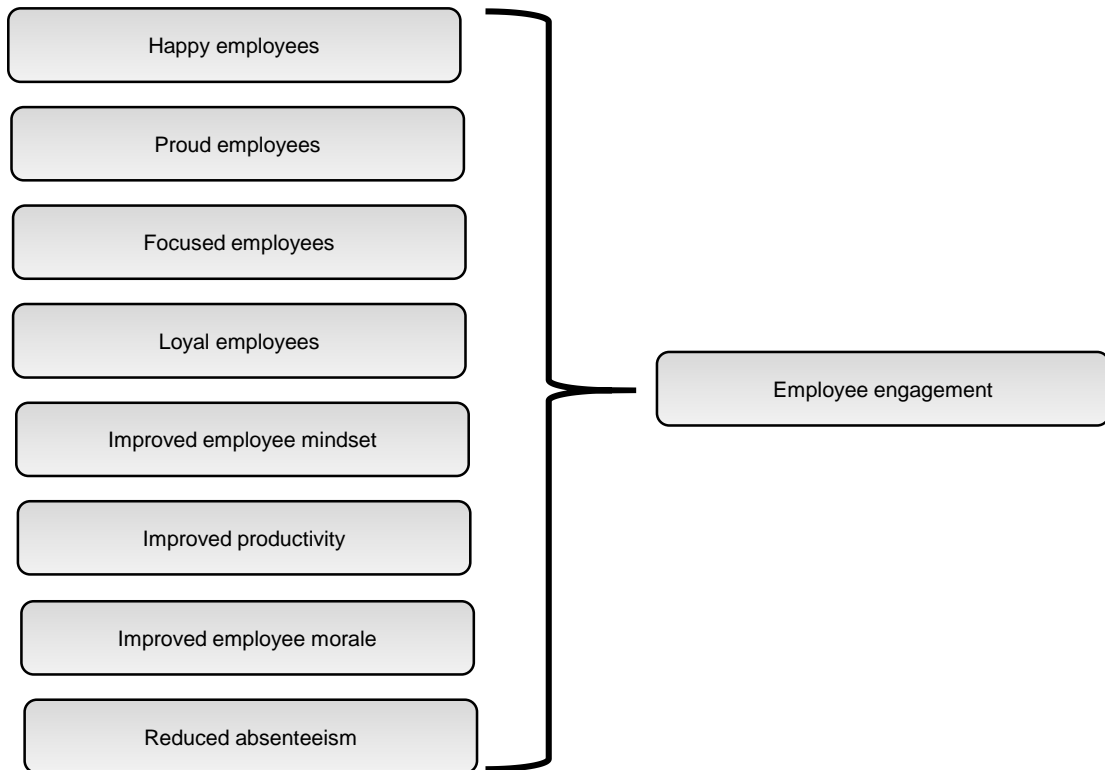 Happy employees
Proud employees
Focused employees
Loyal employees
Employee engagement
Improved employee mindset
Improved productivity
Improved employee morale
Reduced absenteeism